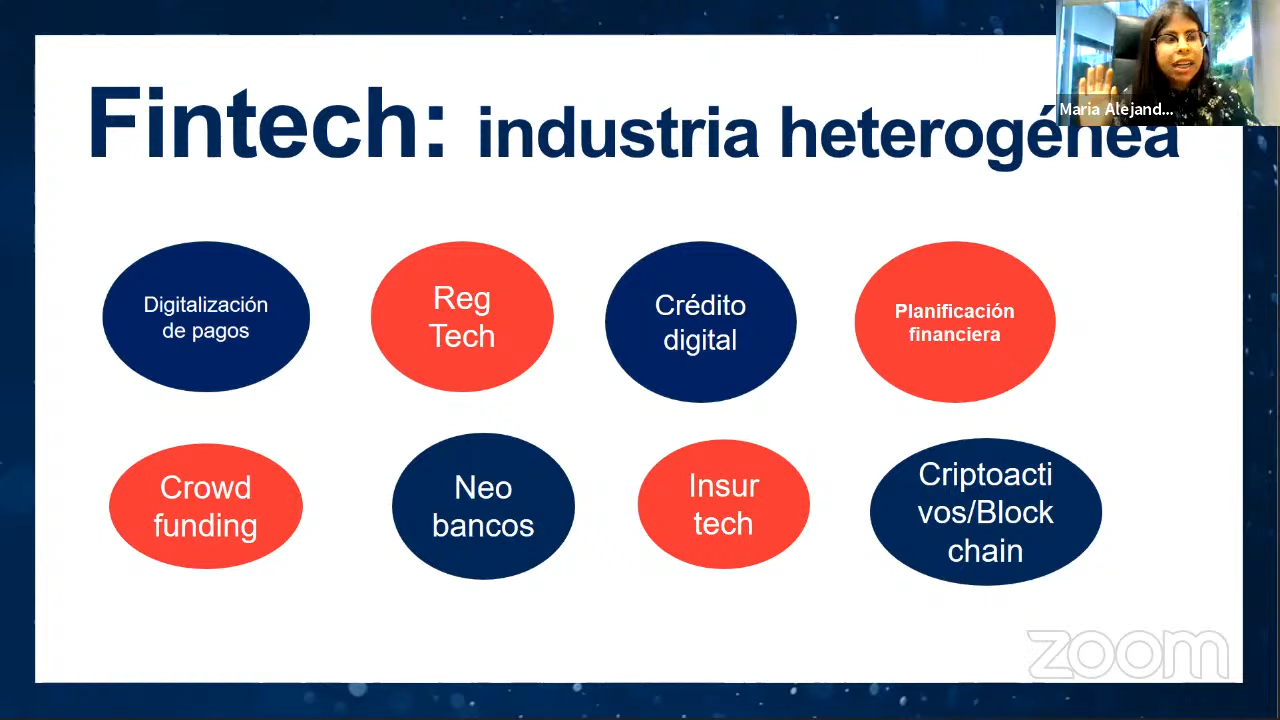 Fintech: industria heterogénea
Maria Alejand...
Digitalización
de pagos
Reg
Tech
Crédito
digital
Planificación
financiera
Crowd
funding
Neo
bancos
Insur
tech
Criptoacti
vos/Block
chain
zoom